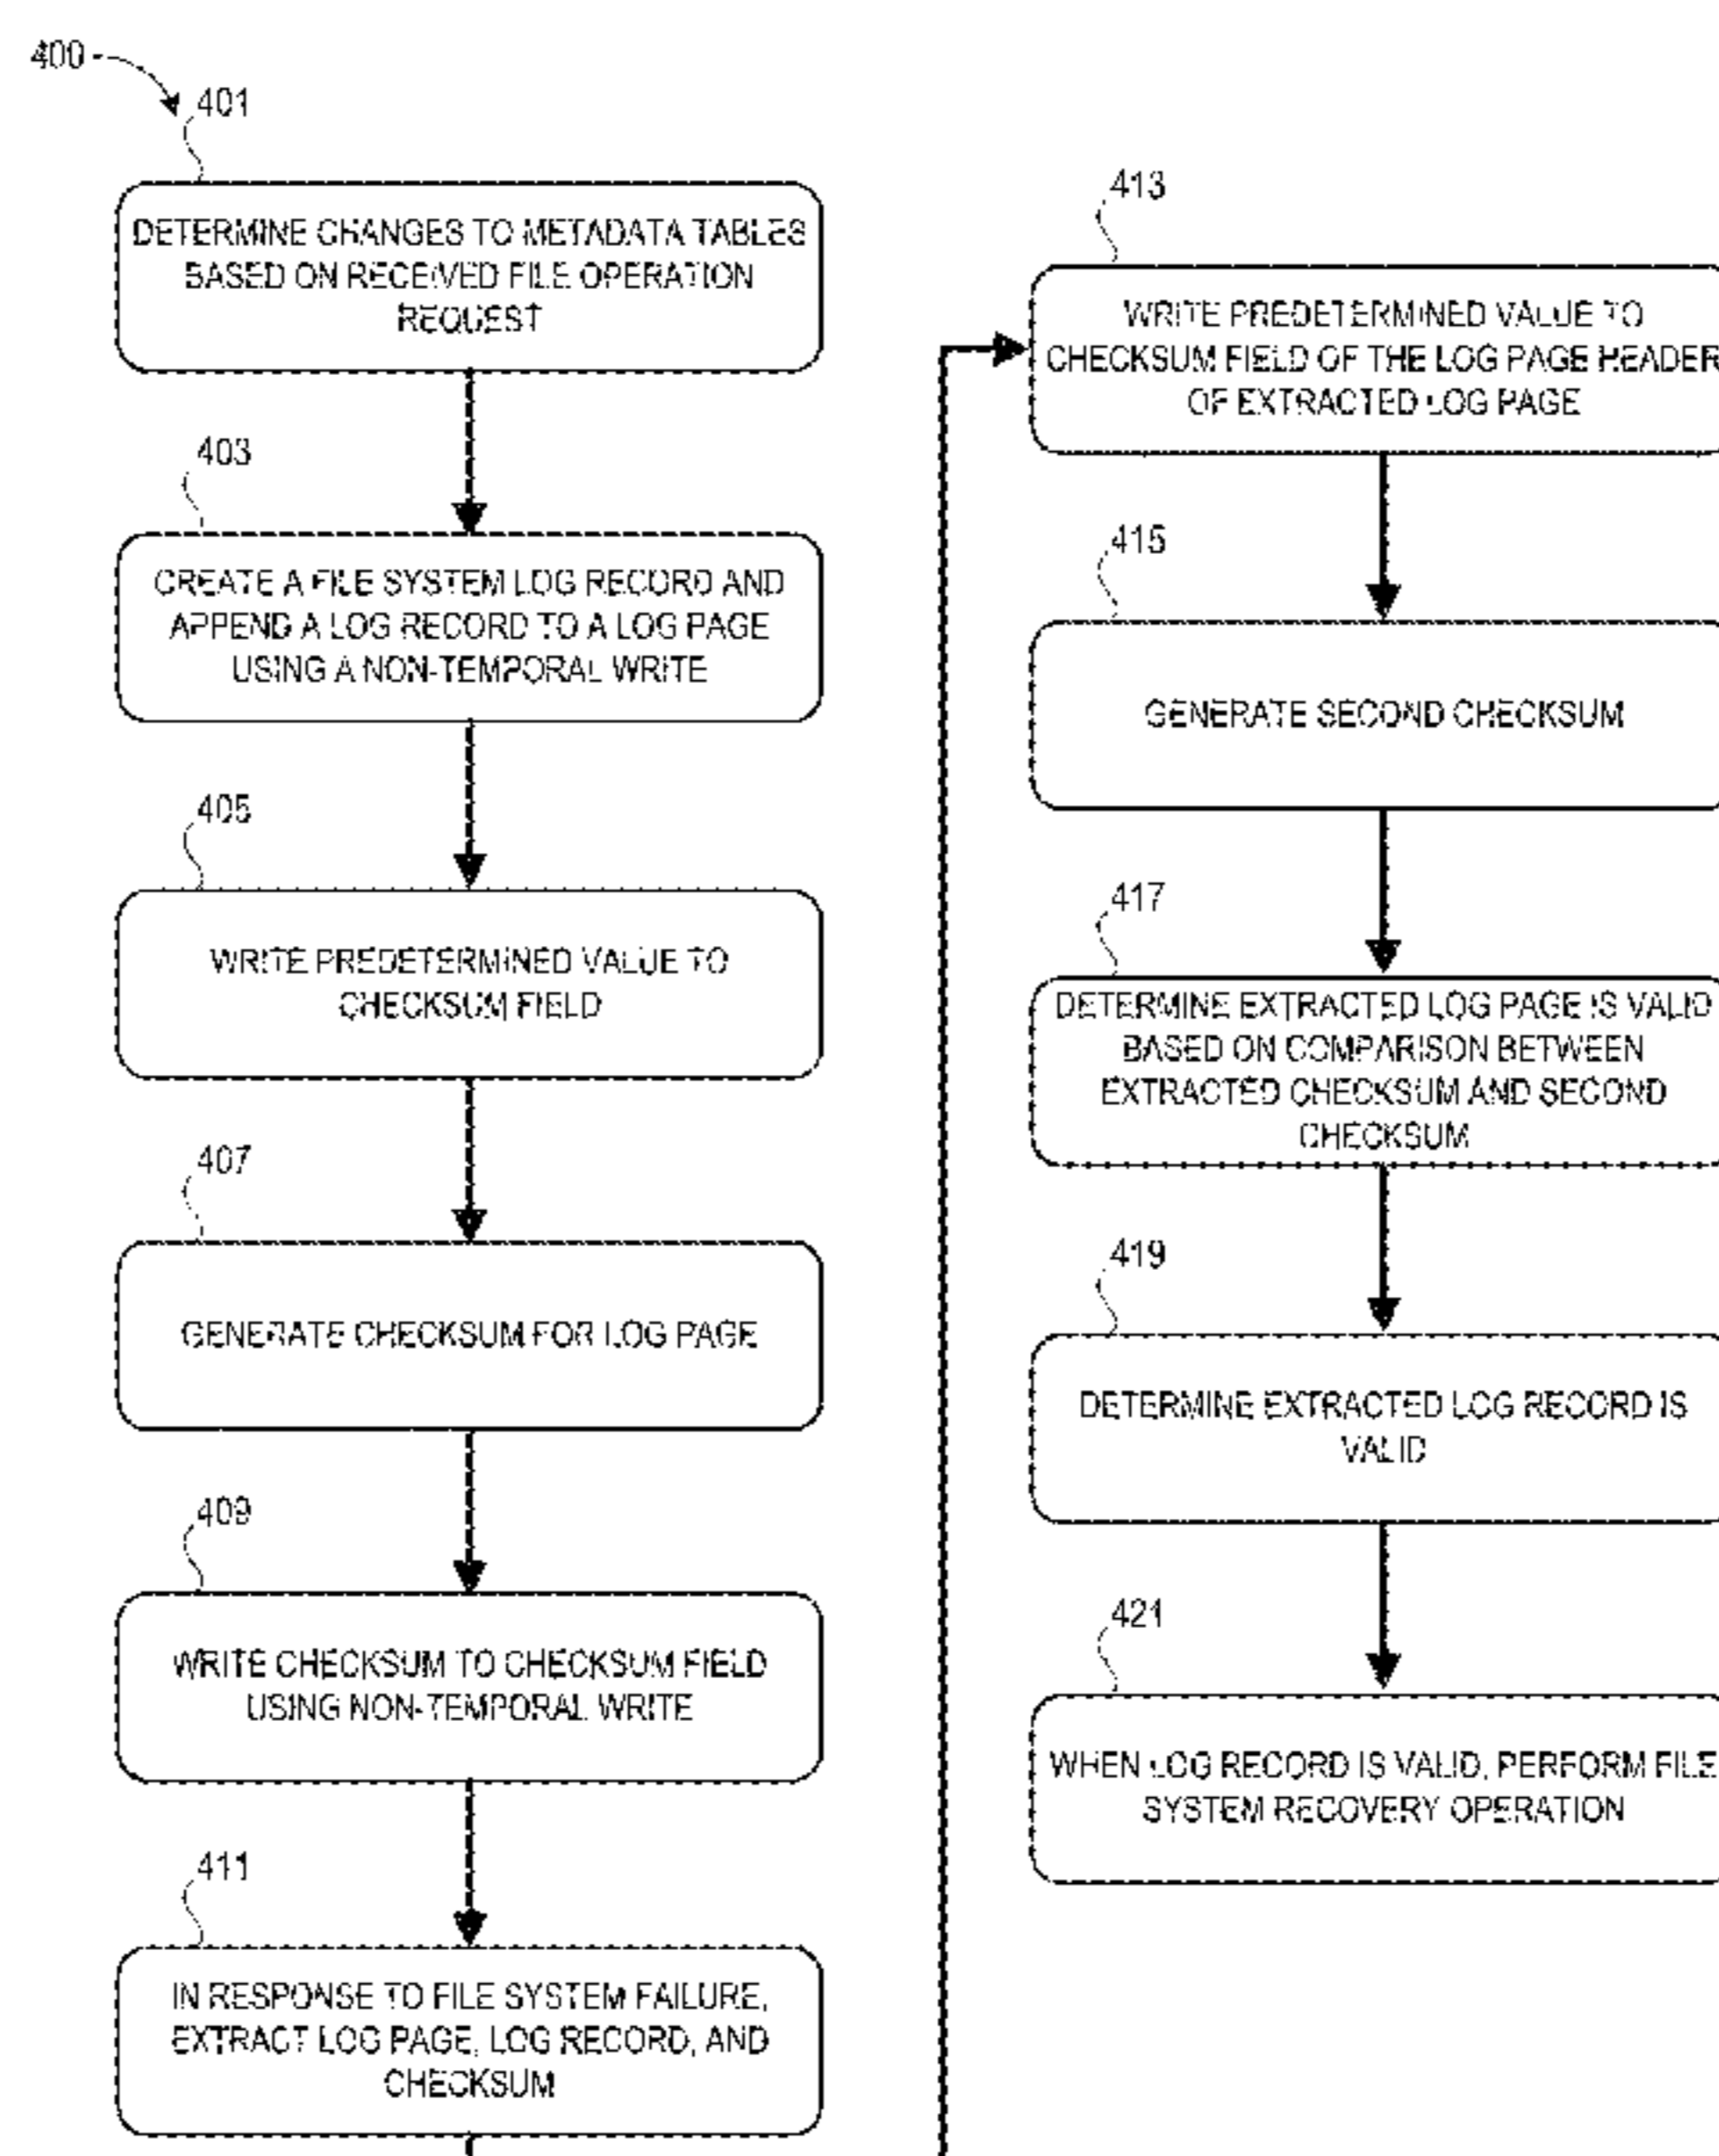 400
401
DETERMINE CHANGES TO METADATA TABLES
BASED ON RECEIVED FILE OPERATION
REQUEST
403
CREATE A FILE SYSTEM LOG RECORD AND
APPEND A LOG RECORD TO A LOG PAGE
USING A NON-TEMPORAL WRITE
405
WRITE PREDETERMINED VALUE TO
CHECKSUM FIELD
407
GENERATE CHECKSUM FOR LOG PAGE
409
WRITE CHECKSUM TO CHECKSUM FIELD
USING NON-TEMPORAL WRITE
411
IN RESPONSE TO FILE SYSTEM FAILURE,
EXTRACT LOG PAGE, LOG RECORD, AND
CHECKSUM
413
WRITE PREDETERMINED VALUE TO
CHECKSUM FIELD OF THE LOG PAGE HEADER
OF EXTRACTED LOG PAGE
415
GENERATE SECOND CHECKSUM
417
DETERMINE EXTRACTED LOG PAGE IS VALID
BASED ON COMPARISON BETWEEN
EXTRACTED CHECKSUM AND SECOND
CHECKSUM
419
DETERMINE EXTRACTED LOG RECORD IS
VALID
421
WHEN LOG RECORD IS VALID, PERFORM FILE
SYSTEM RECOVERY OPERATION